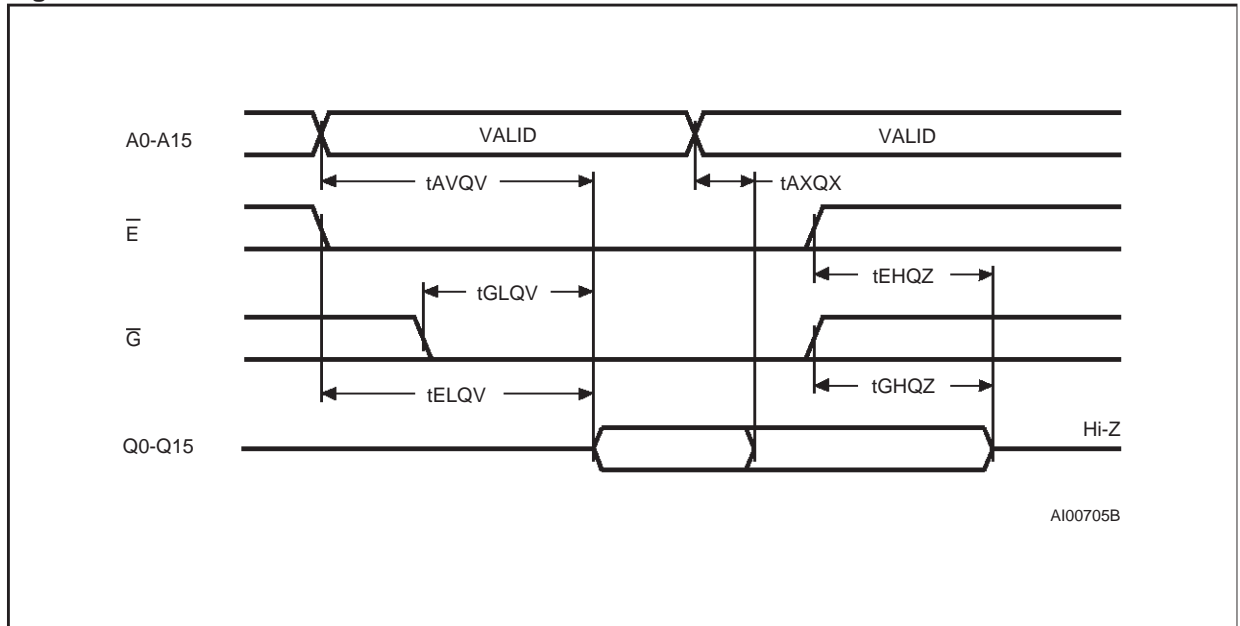 A0-A15
VALID
VALID
tAVQV
tAXQX
E
tEHQZ
tGLQV
G
tELQV
tGHQZ
Q0-Q15
Hi-Z
AI00705B